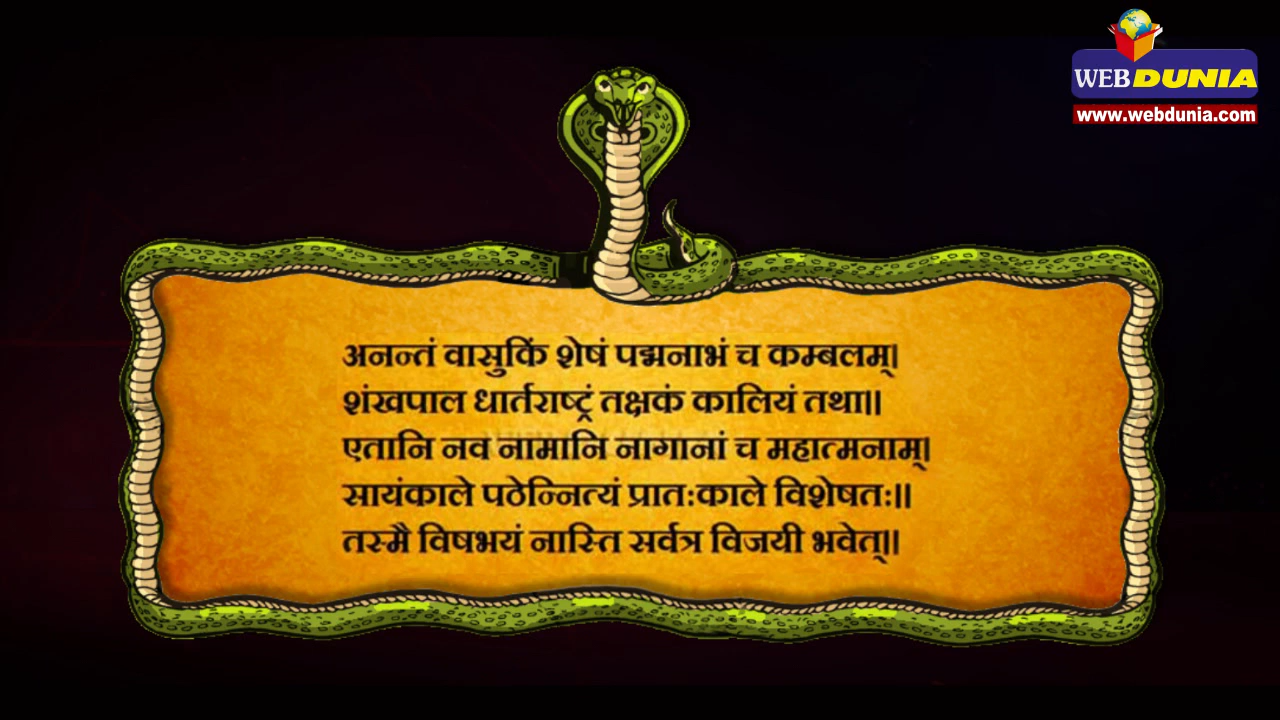 WEBDUNIA
www.webdunia.com
अनन्तं वासुकिं शेषं पद्मनाभं च कम्बलम्।
शंखपाल धार्तराष्ट्रं तक्षकं कालियं तथा।।
एतानि नव नामानि नागानां च महात्मनाम्।
सायंकाले पठेन्नित्यं प्रातःकाले विशेषतः।।
तस्मै विषभयं नास्ति सर्वत्र विजयी भवेत्।।